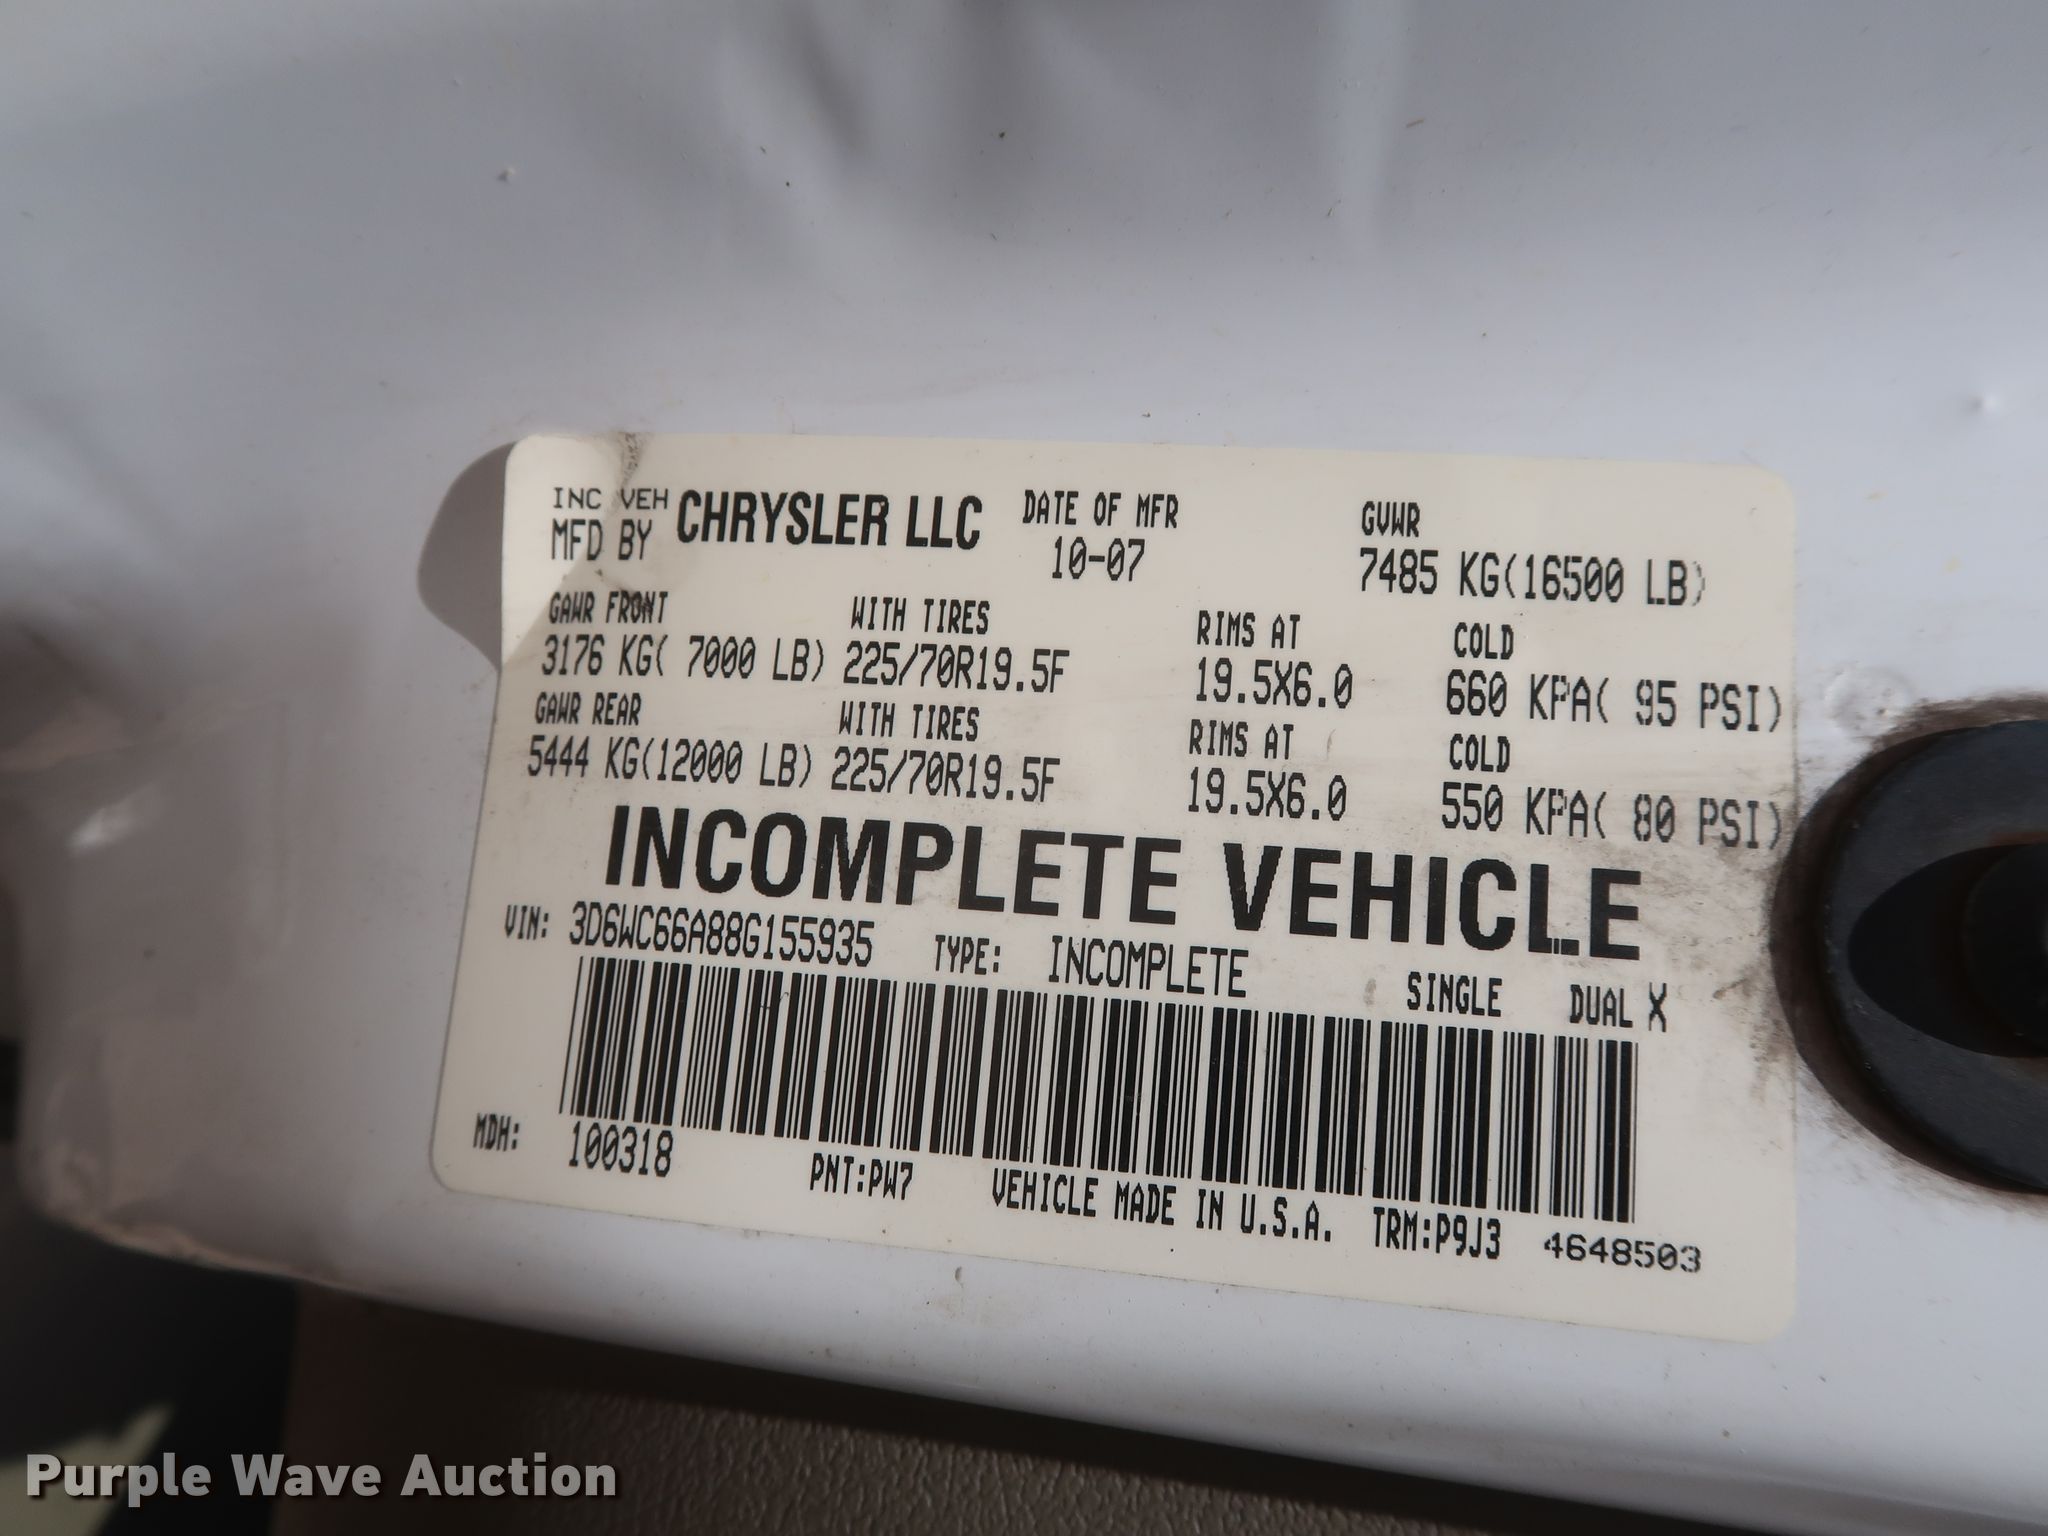 INC VEH
MFD BY CHRYSLER LLC
DATE OF MFR
10-07
GVWR
7485 KG(16500 LB)
GAWR FRONT WITH TIRES RIMS AT COLD
3176 KG( 7000 LB) 225/70R19.5F 19.5X6.0 660 KPA( 95 PSI)
GAWR REAR WITH TIRES RIMS AT COLD
5444 KG(12000 LB) 225/70R19.5F 19.5X6.0 550 KPA( 80 PSI)
INCOMPLETE VEHICLE
VIN: 3D6WC66A88G155935 TYPE: INCOMPLETE SINGLE DUAL X
MDH: 100318 PNT:PW7 VEHICLE MADE IN U.S.A. TRM:P9J3 4648503
Purple Wave Auction